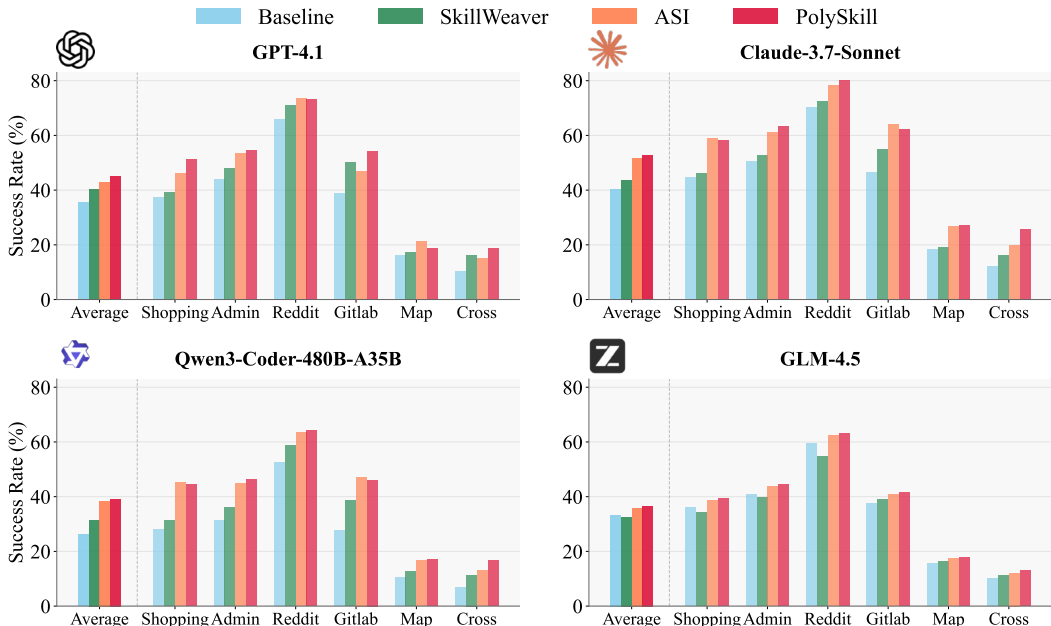 Baseline SkillWeaver ASI PolySkill
GPT-4.1
Success Rate (%)
80
60
40
20
0
Average Shopping Admin Reddit Gitlab Map Cross
Claude-3.7-Sonnet
80
60
40
20
0
Average Shopping Admin Reddit Gitlab Map Cross
Qwen3-Coder-480B-A35B
Success Rate (%)
80
60
40
20
0
Average Shopping Admin Reddit Gitlab Map Cross
GLM-4.5
80
60
40
20
0
Average Shopping Admin Reddit Gitlab Map Cross